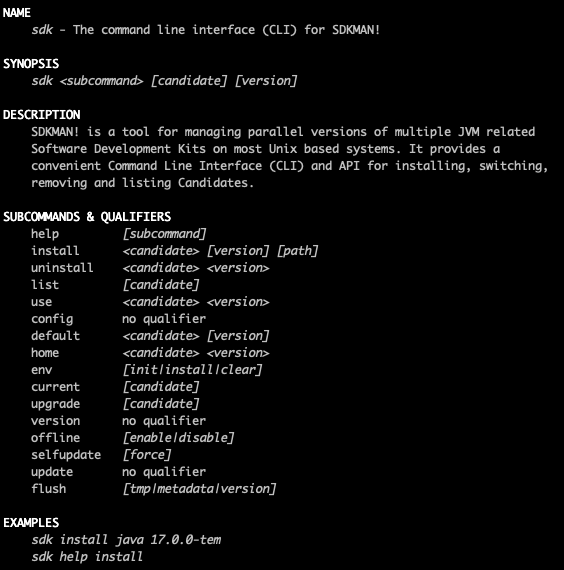 NAME
sdk - The command line interface (CLI) for SDKMAN!
SYNOPSIS
sdk <subcommand> [candidate] [version]
DESCRIPTION
SDKMAN! is a tool for managing parallel versions of multiple JVM related
Software Development Kits on most Unix based systems. It provides a
convenient Command Line Interface (CLI) and API for installing, switching,
removing and listing Candidates.
SUBCOMMANDS & QUALIFIERS
help [subcommand]
install <candidate> [version] [path]
uninstall <candidate> <version>
list [candidate]
use <candidate> <version>
config no qualifier
default <candidate> [version]
home <candidate> <version>
env [init|install|clear]
current [candidate]
upgrade [candidate]
version no qualifier
offline [enable|disable]
selfupdate [force]
update no qualifier
flush [tmp|metadata|version]
EXAMPLES
sdk install java 17.0.0-tem
sdk help install